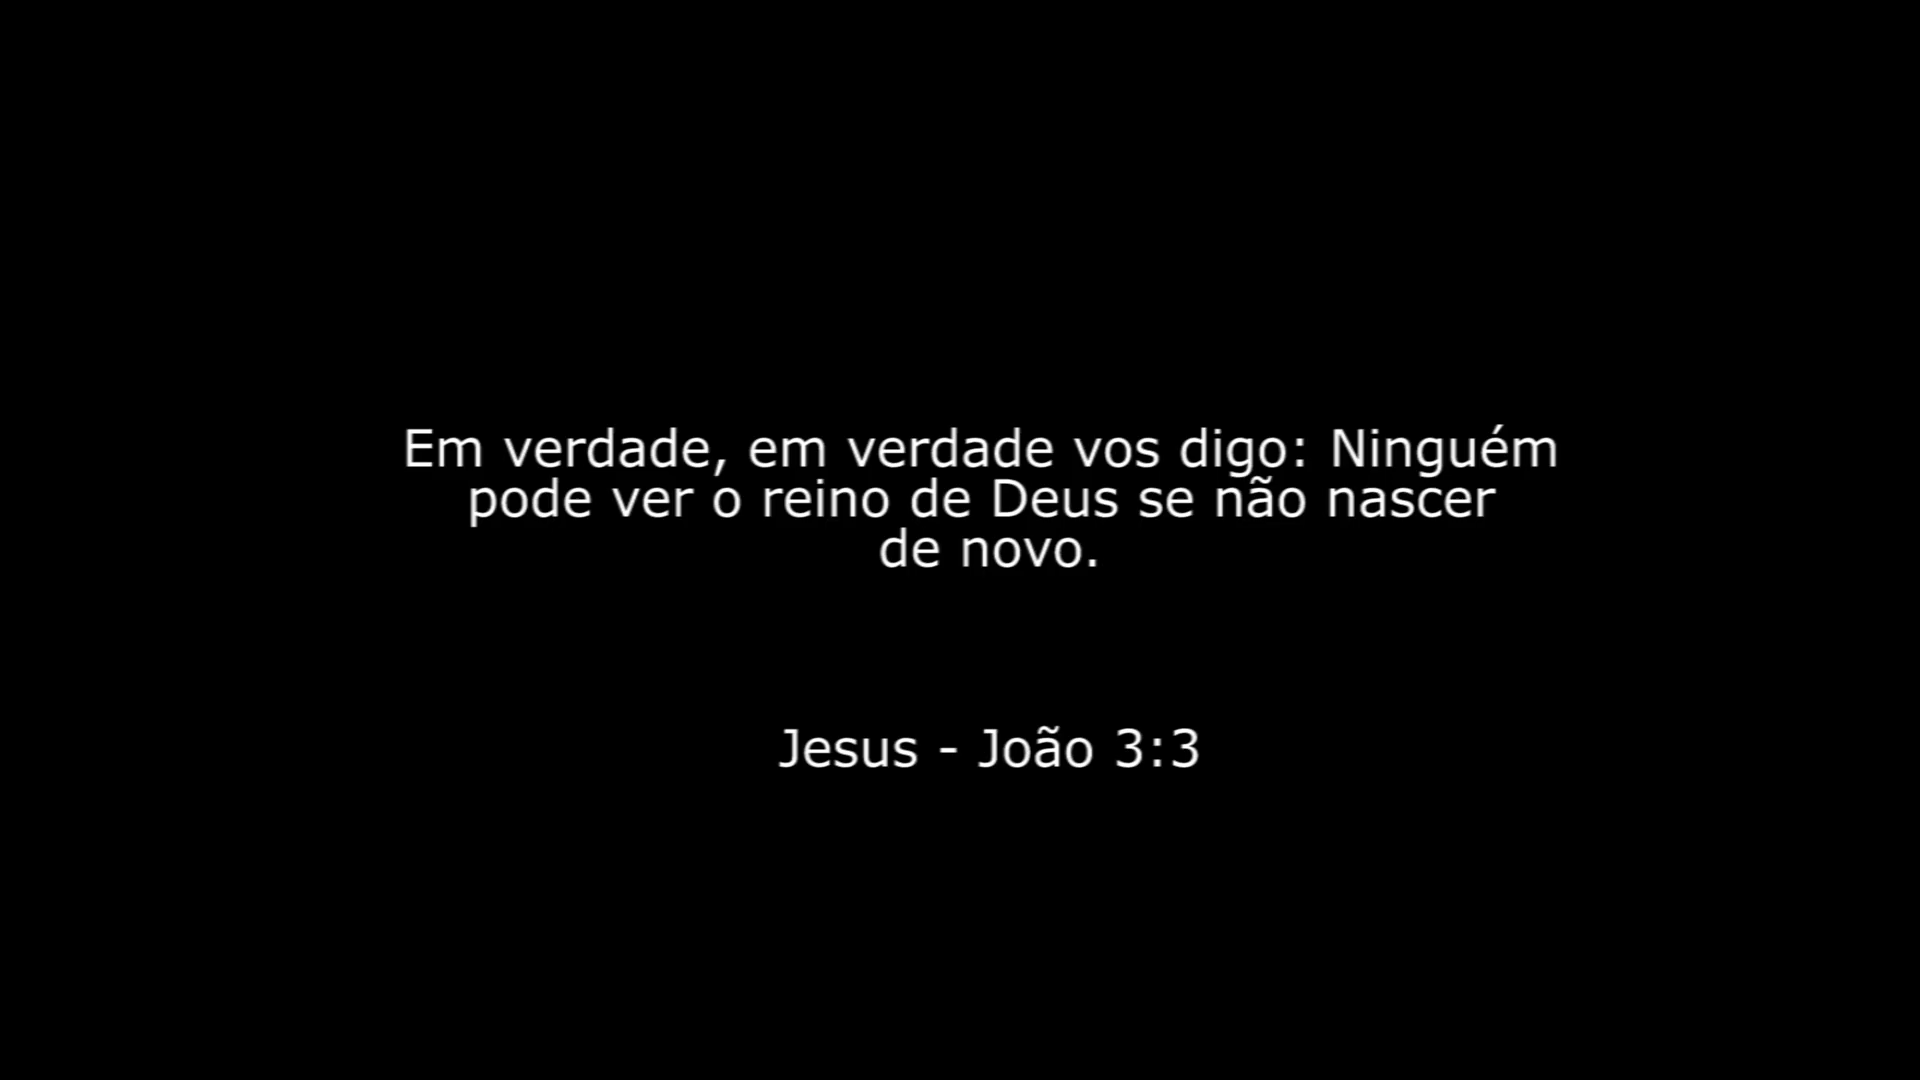 Em verdade, em verdade vos digo: Ninguém
pode ver o reino de Deus se não nascer
de novo.
Jesus - João 3:3